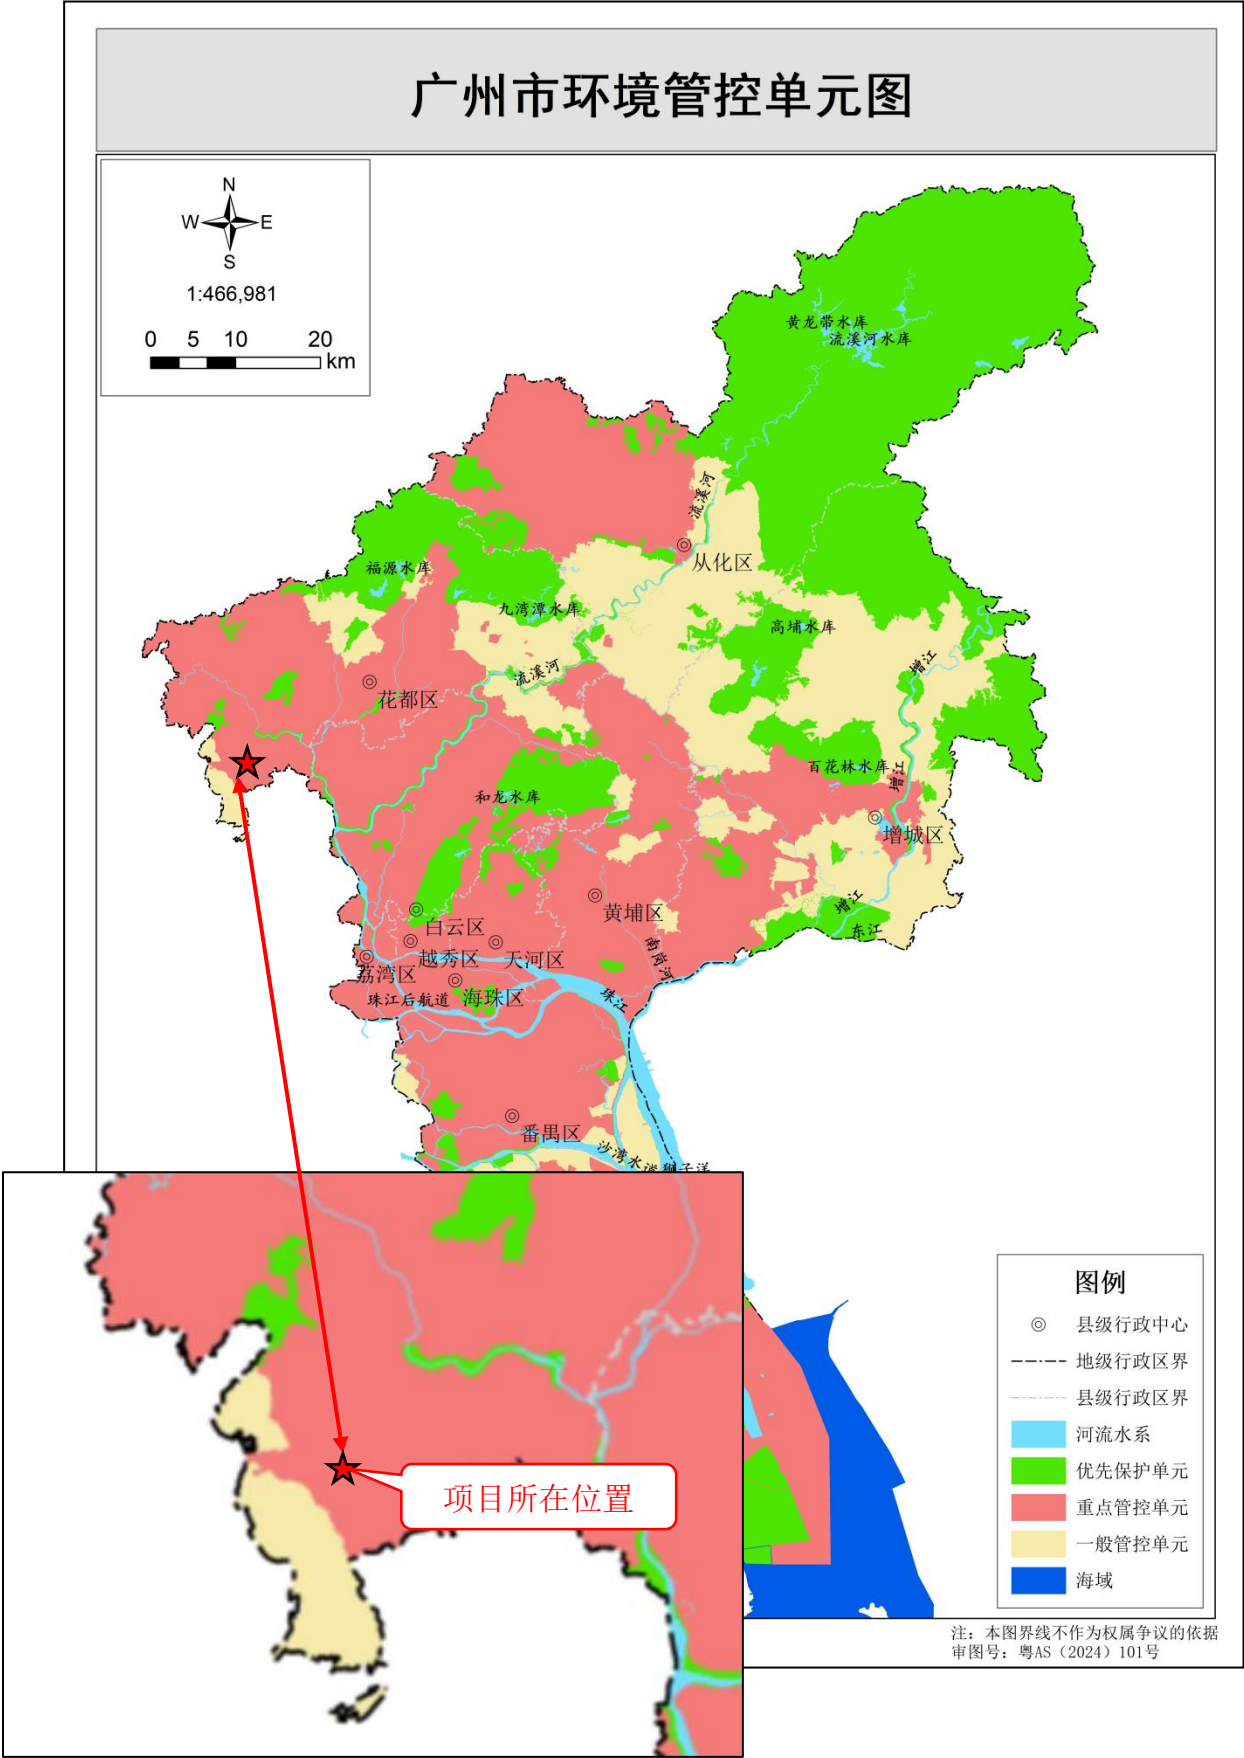 广州市环境管控单元图
N
W E
S
1:466,981
0 5 10 20
km
黄龙带水库
流溪河水库
流溪河
从化区
福源水库
九湾潭水库
高埔水库
增江
流溪河
花都区
百花林水库
增江
和龙水库
增城区
增江
黄埔区
东江
白云区
南岗河
越秀区
天河区
荔湾区
海珠区
珠江后航道
珠江
番禺区
沙湾水道
狮子洋
项目所在位置
图例
县级行政中心
地级行政区界
县级行政区界
河流水系
优先保护单元
重点管控单元
一般管控单元
海域
注：本图界线不作为权属争议的依据
审图号：粤AS（2024）101号